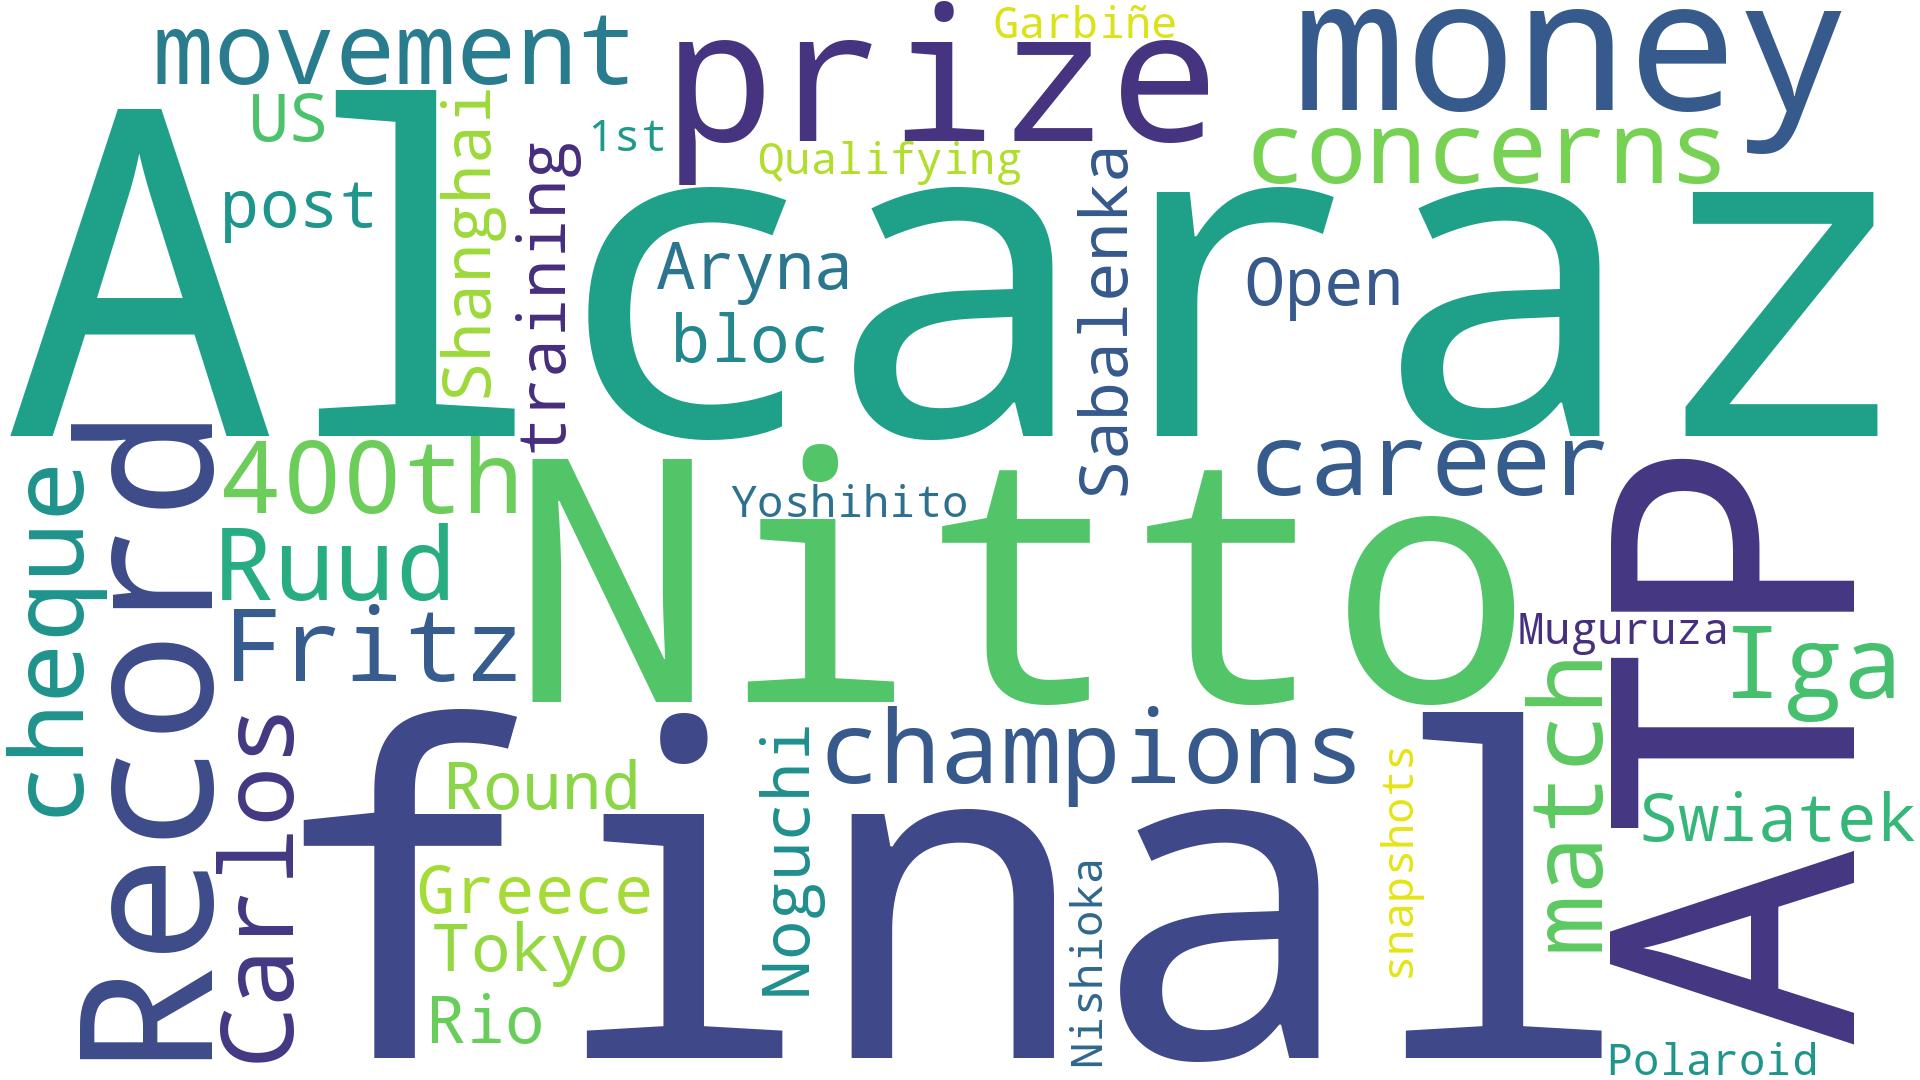 movement
prize
Garbiñe
money
US
Shanghai
1st
training
Qualifying
concerns
post
Alcaraz
Aryna
bloc
Sabalenka
Open
Record
cheque
400th
career
Yoshihito
Nitto
ATP
Ruud
Fritz
Muguruza
Iga
Carlos
final
champions
match
Round
Noguchi
snapshots
Swiatek
Greece
Tokyo
Nishioka
Rio
Polaroid